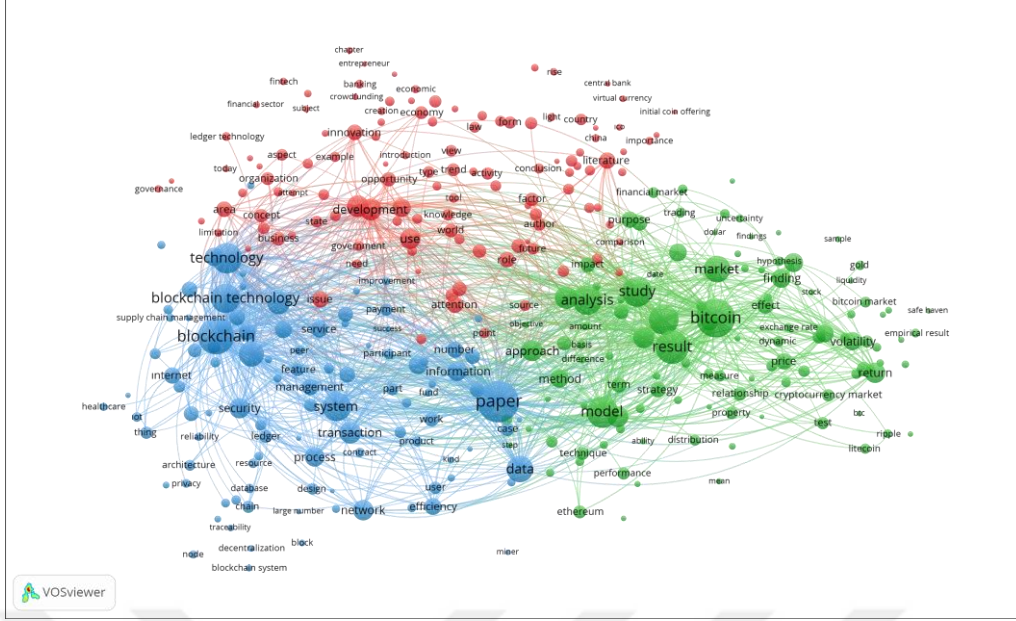 chapter
entrepreneur
rise
fintech
banking
economic
central bank
crowdfunding
virtual currency
financial sector
subject
creation
economy
initial coin offering
law
form
light
country
ico
innovation
china
importance
ledger technology
aspect
example
introduction
view
conclusion
literature
today
organization
opportunity
type
trend
activity
governance
attempt
tool
factor
financial market
area
concept
state
development
knowledge
author
purpose
trading
uncertainty
limitation
business
government
use
world
future
comparison
dollar
findings
sample
technology
need
role
impact
date
market
hypothesis
finding
gold
liquidity
improvement
blockchain technology
issue
attention
source
analysis
study
stock
bitcoin market
supply chain management
payment
objective
bitcoin
effect
safe haven
blockchain
service
success
point
amount
exchange rate
empirical result
peer
participant
number
approach
basis
difference
result
dynamic
volatility
internet
feature
information
method
measure
price
return
management
part
fund
paper
term
strategy
relationship
cryptocurrency market
healthcare
iot
security
system
work
case
model
property
btc
test
thing
reliability
ledger
transaction
product
step
ability
distribution
ripple
architecture
resource
process
contract
kind
data
technique
litecoin
privacy
database
design
user
performance
mean
chain
large number
network
efficiency
ethereum
traceability
node
decentralization
block
miner
blockchain system
VOSviewer